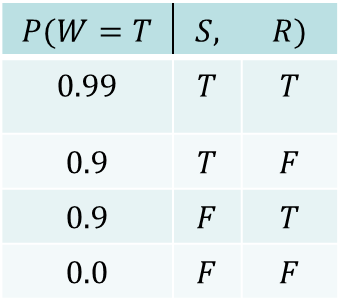 P(W = T | S, R)
0.99 T T
0.9 T F
0.9 F T
0.0 F F